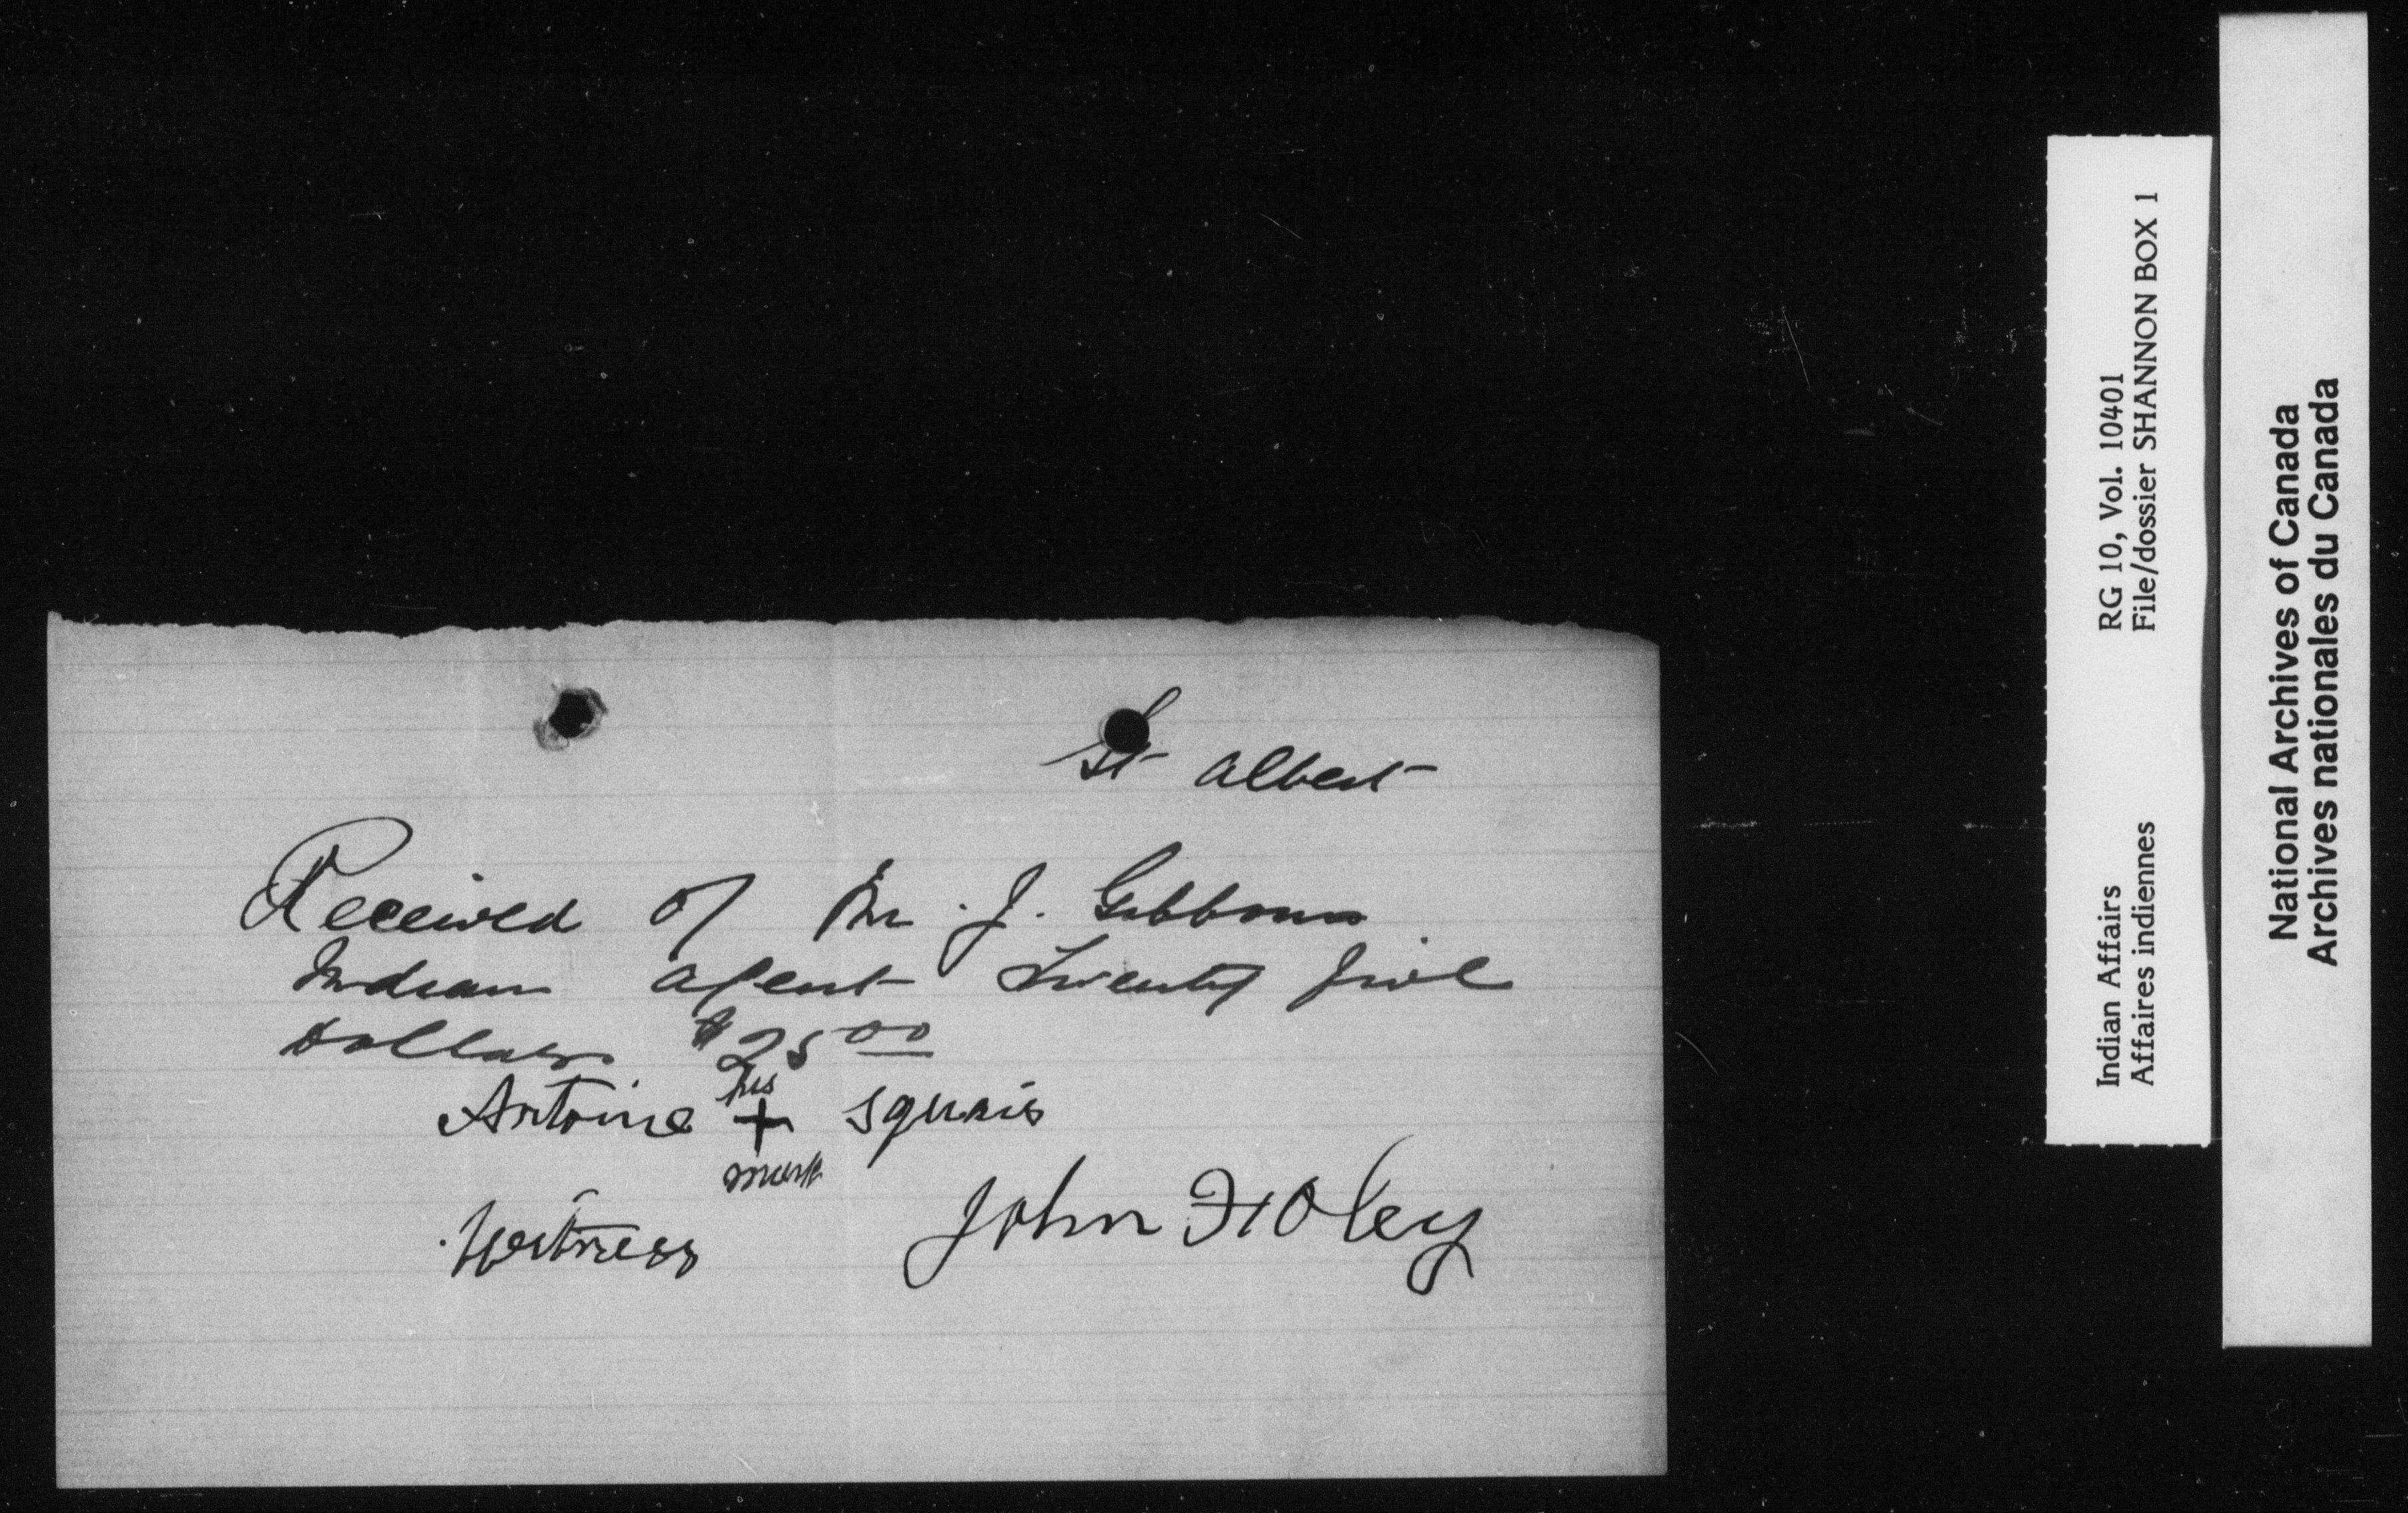 St Albert
Received of Mr. J. Gibbons
Indian Agent Twenty five
Dollars $25 00
his
Antoine +
mark
Witness John Foley
Indian Affairs RG 10, Vol. 10401
Affaires indiennes File/dossier SHANNON BOX 1
National Archives of Canada
Archives nationales du Canada